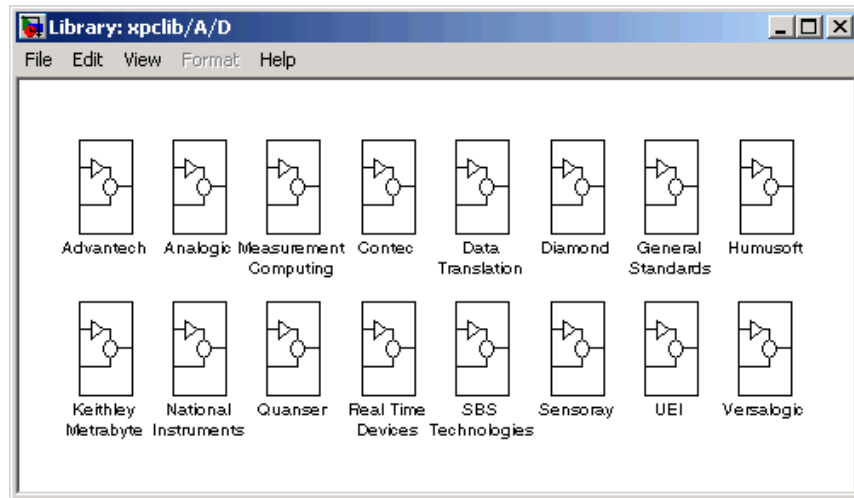 Library: xpclib/A/D
File Edit View Format Help
Advantech Analogic Measurement Computing Contec Data Translation Diamond General Standards Humusoft
Keithley Metrabyte National Instruments Quanser Real Time Devices SBS Technologies Sensoray UEI Versalogic